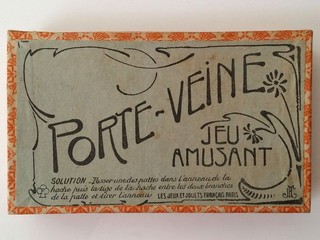 PORTE-VEINE
JEU
AMUSANT
SOLUTION _ Passer une des pattes dans l'anneau de la
hache puis la tige de la hache entre les deux branches
de la patte et tirer l'anneau
LES JEUX ET JOUETS FRANÇAIS PARIS